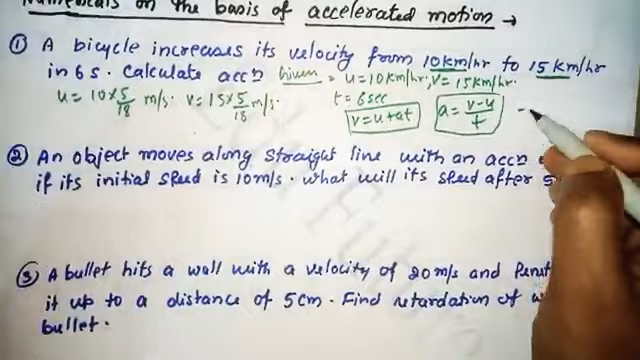 Numericals on the basis of accelerated motion →
① A bicycle increases its velocity from 10km/hr to 15 km/hr
in 6 s. Calculate accⁿ Given = u=10km/hr, v= 15km/hr.
u = 10×5/18 m/s. v = 15×5/18 m/s. t = 6sec
v=u+at a= v-u/t -
② An object moves along straight line with an accⁿ
if its initial speed is 10m/s. what will its speed after 5
③ A bullet hits a wall with a velocity of 20m/s and
it up to a distance of 5cm. Find retardation of
bullet.